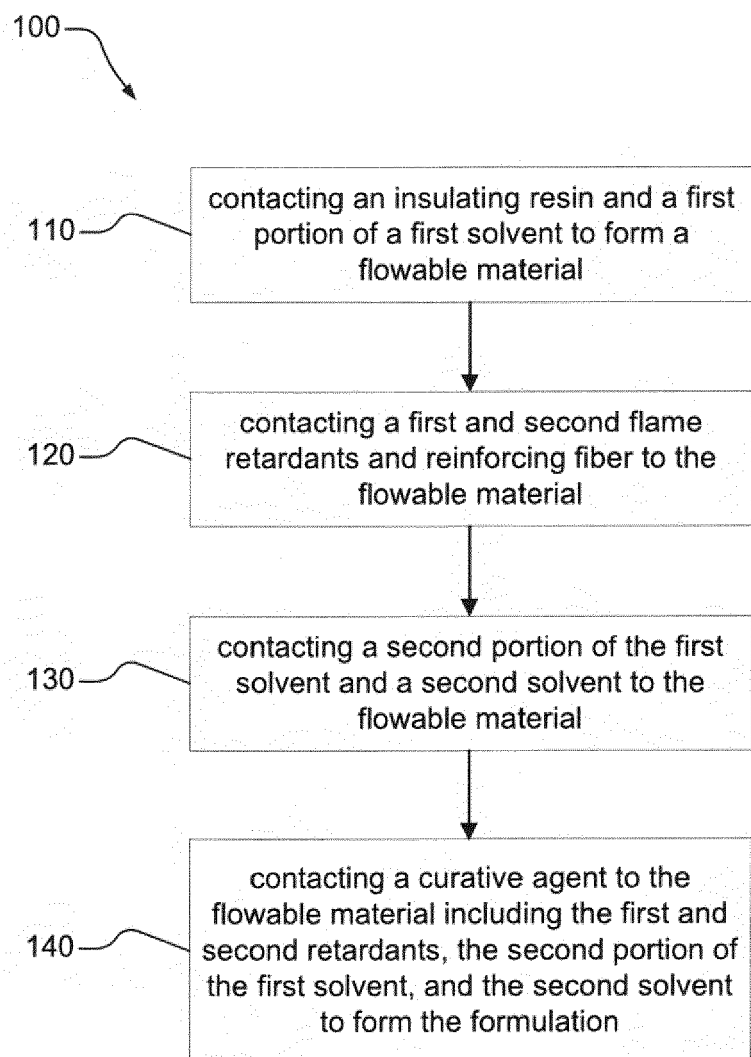 100
110
contacting an insulating resin and a first
portion of a first solvent to form a
flowable material
120
contacting a first and second flame
retardants and reinforcing fiber to the
flowable material
130
contacting a second portion of the first
solvent and a second solvent to the
flowable material
140
contacting a curative agent to the
flowable material including the first and
second retardants, the second portion of
the first solvent, and the second solvent
to form the formulation